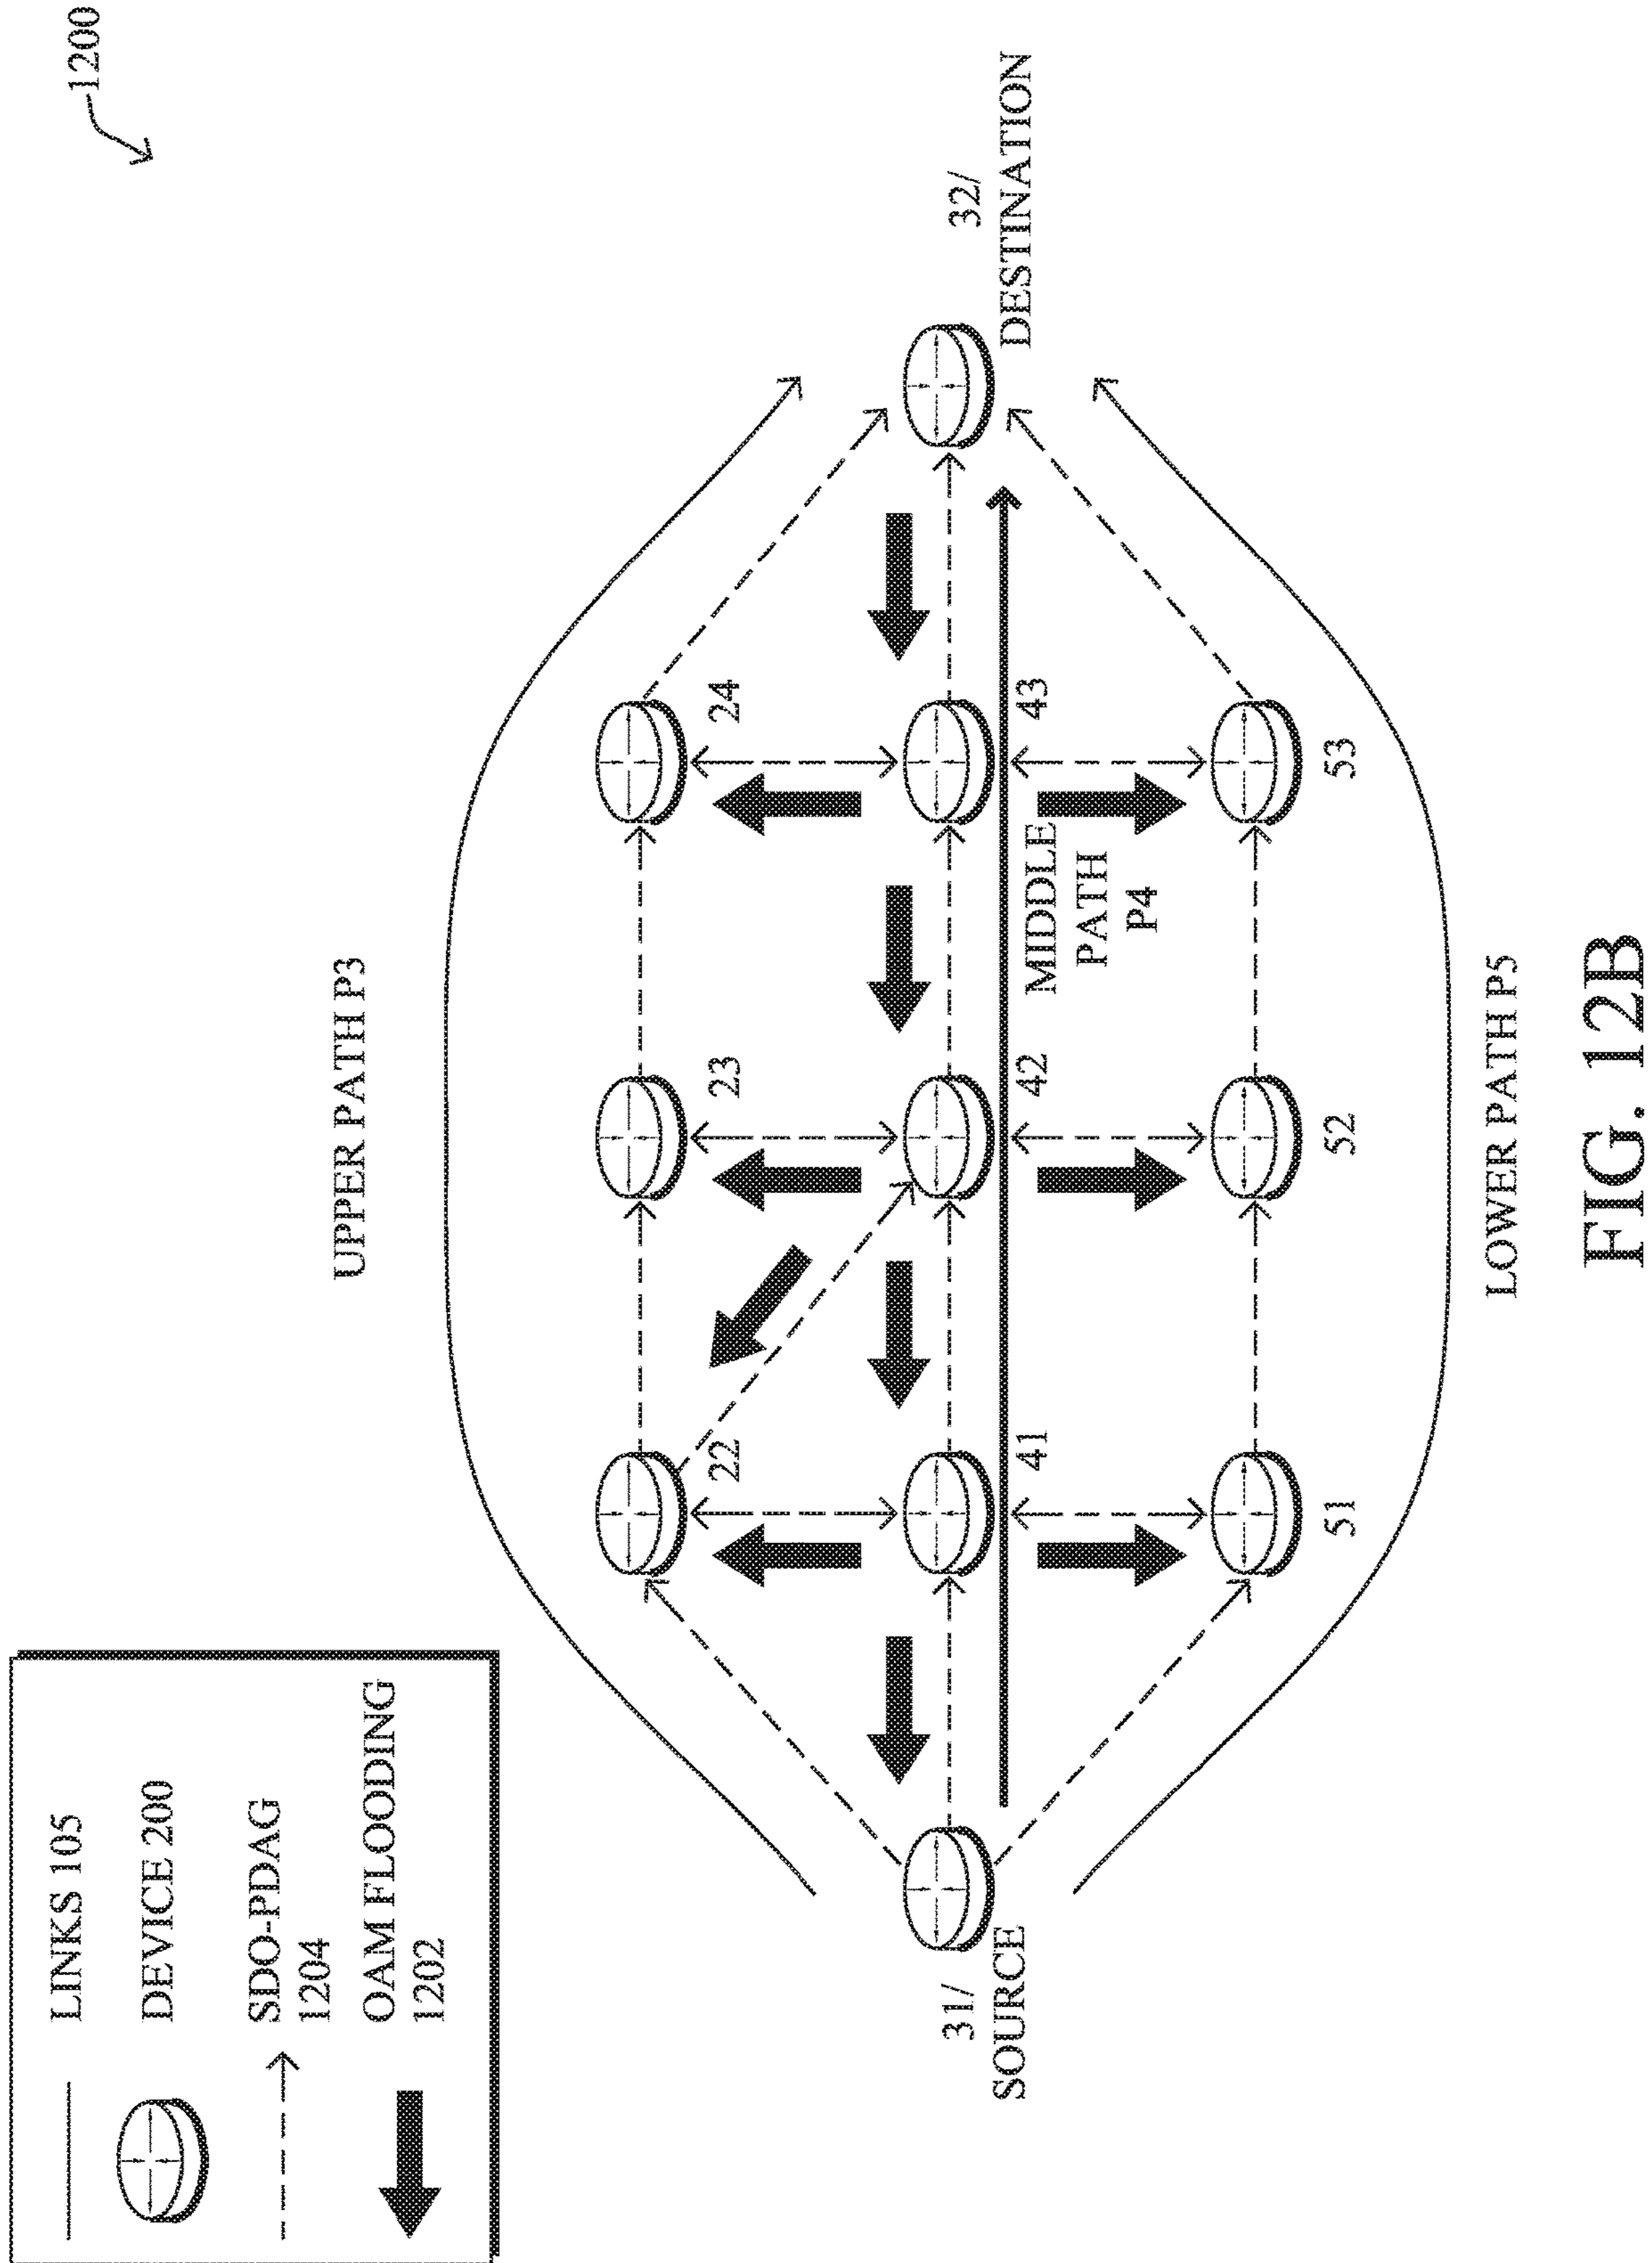 1200
LINKS 105
DEVICE 200
SDO-PDAG
1204
OAM FLOODING
1202
UPPER PATH P3
22
23
24
31/
SOURCE
41
42
43
32/
DESTINATION
MIDDLE
PATH
P4
51
52
53
LOWER PATH P5
FIG. 12B